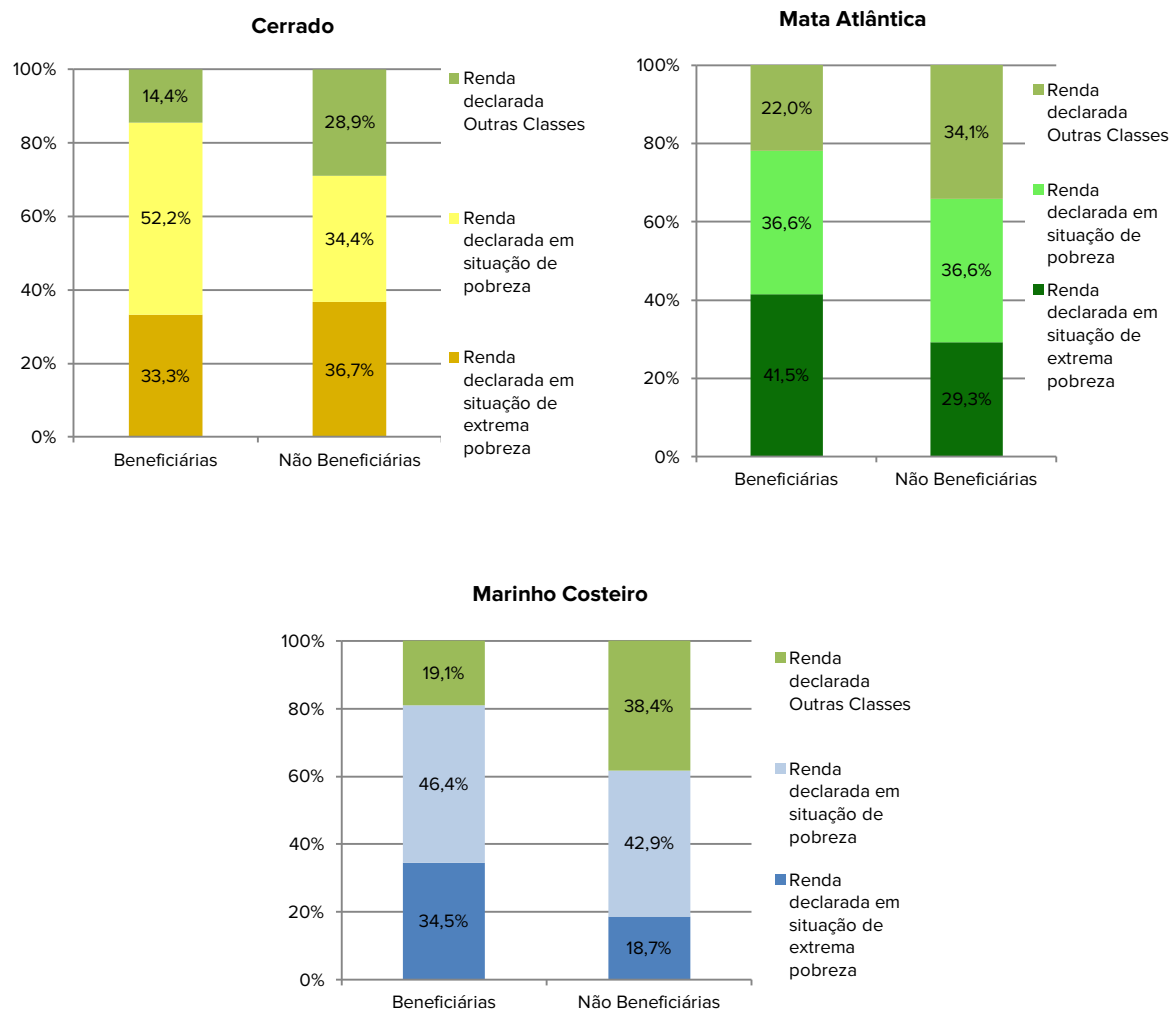 Cerrado
100%
80%
60%
40%
20%
0%
14,4%
28,9%
52,2%
34,4%
33,3%
36,7%
Beneficiárias
Não Beneficiárias
Renda
declarada
Outras Classes
Renda
declarada em
situação de
pobreza
Renda
declarada em
situação de
extrema
pobreza
Mata Atlântica
100%
80%
60%
40%
20%
0%
22,0%
34,1%
36,6%
36,6%
41,5%
29,3%
Beneficiárias
Não Beneficiárias
Renda
declarada
Outras Classes
Renda
declarada em
situação de
pobreza
Renda
declarada em
situação de
extrema
pobreza
Marinho Costeiro
100%
80%
60%
40%
20%
0%
19,1%
38,4%
46,4%
42,9%
34,5%
18,7%
Beneficiárias
Não Beneficiárias
Renda
declarada
Outras Classes
Renda
declarada em
situação de
pobreza
Renda
declarada em
situação de
extrema
pobreza